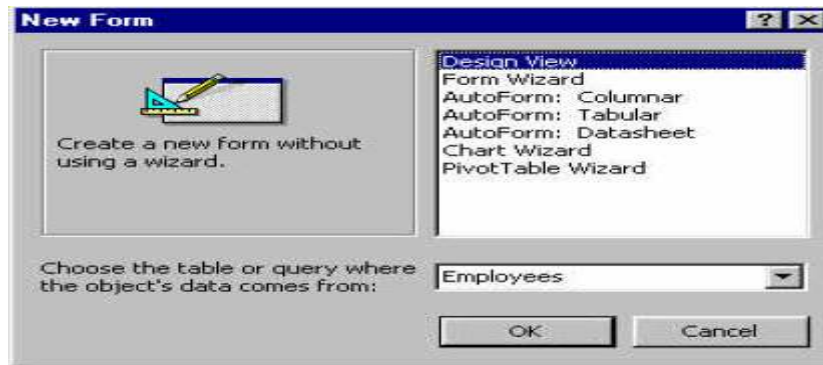 New Form
Create a new form without
using a wizard.
Design View
Form Wizard
AutoForm: Columnar
AutoForm: Tabular
AutoForm: Datasheet
Chart Wizard
PivotTable Wizard
Choose the table or query where
the object's data comes from:
Employees
OK
Cancel